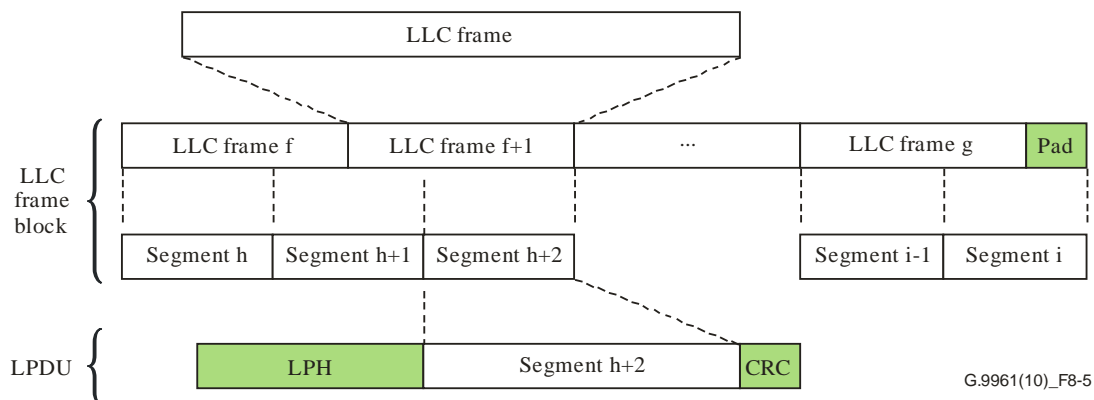 LLC frame
LLC frame f
LLC frame f+1
...
LLC frame g
Pad
LLC
frame
block
Segment h
Segment h+1
Segment h+2
Segment i-1
Segment i
LPDU
LPH
Segment h+2
CRC
G.9961(10)_F8-5